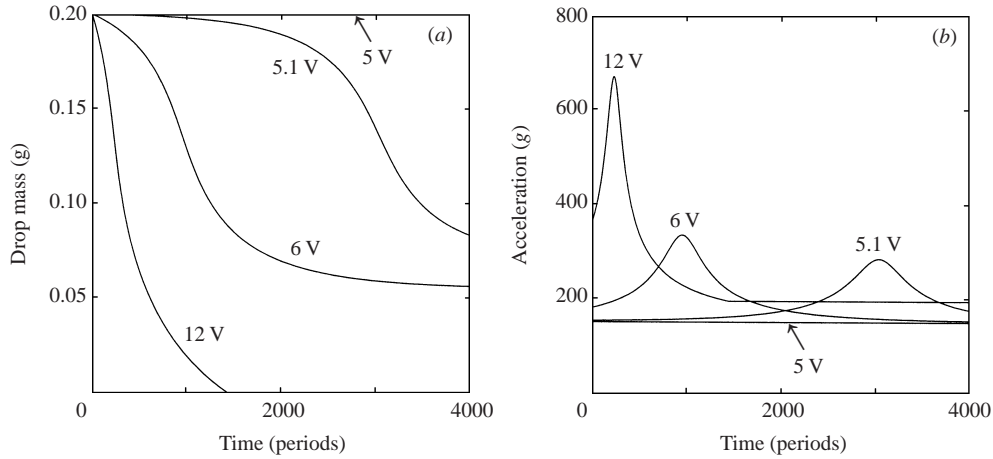 0.20
0.15
0.10
0.05
Drop mass (g)
(a)
5 V
5.1 V
6 V
12 V
0
2000
4000
Time (periods)
800
600
400
200
0
Acceleration (g)
(b)
12 V
6 V
5.1 V
5 V
0
2000
4000
Time (periods)